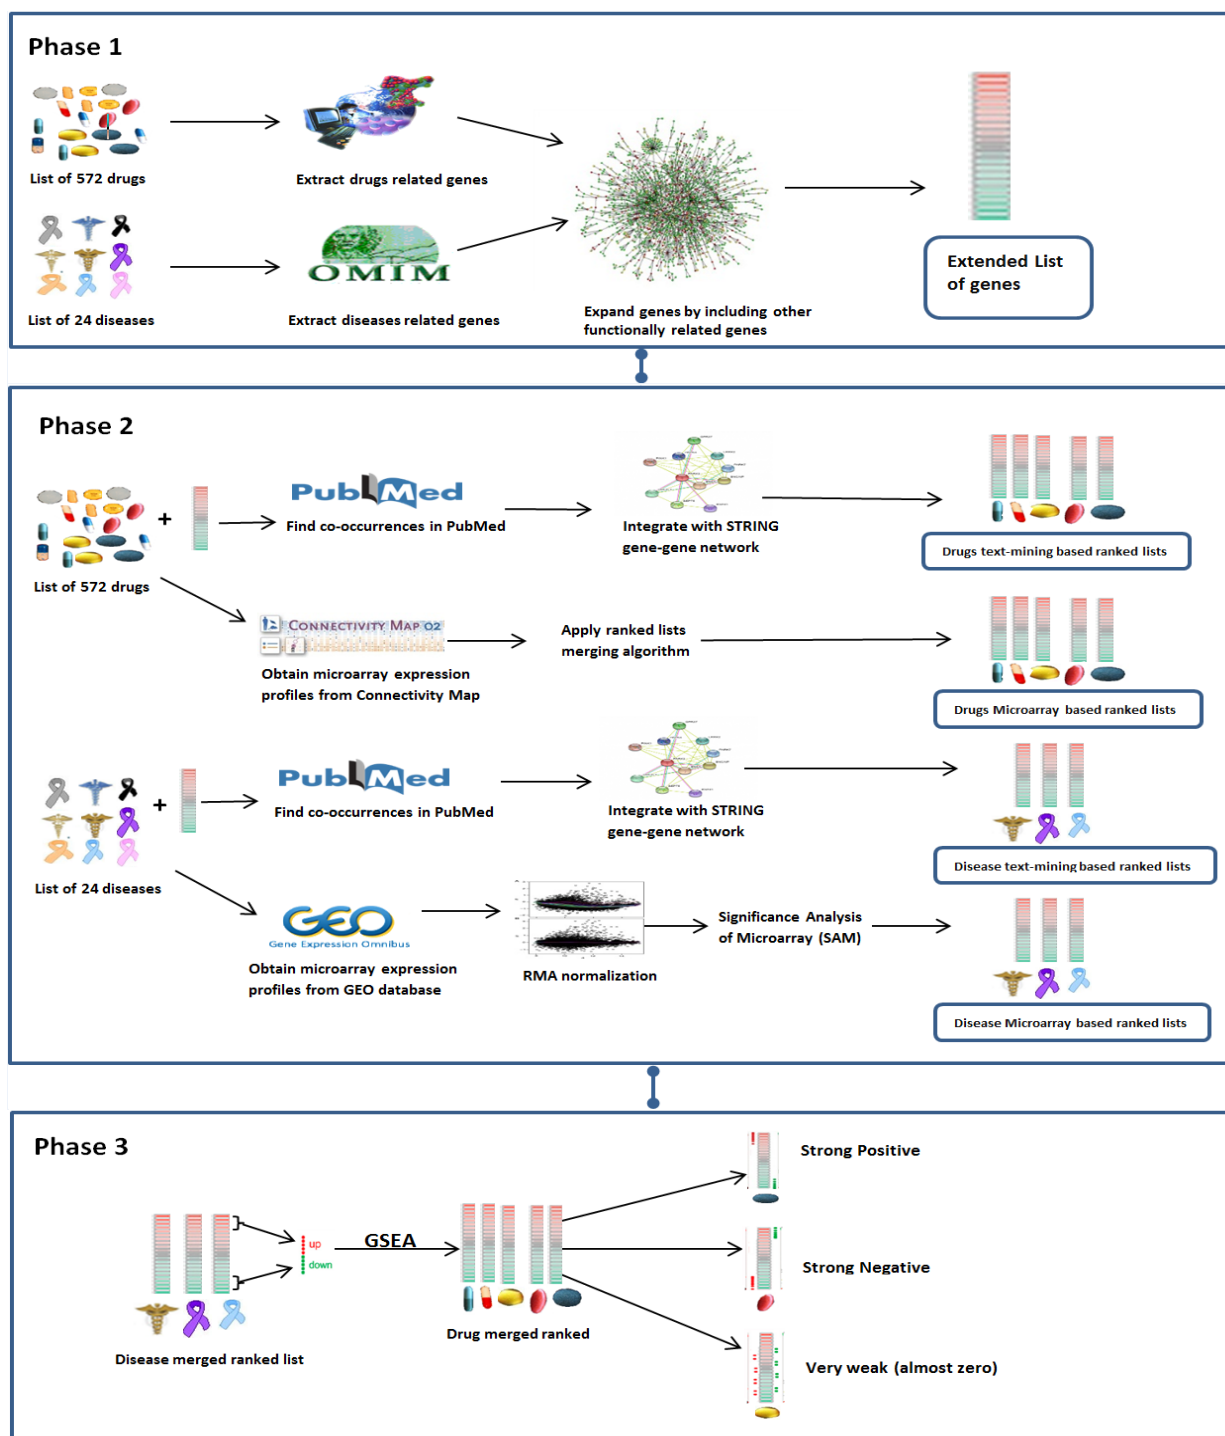 Phase 1
List of 572 drugs
Extract drugs related genes
List of 24 diseases
OMIM
Extract diseases related genes
Expand genes by including other
functionally related genes
Extended List
of genes
Phase 2
+
List of 572 drugs
PubMed
Find co-occurrences in PubMed
Integrate with STRING
gene-gene network
Drugs text-mining based ranked lists
CONNECTIVITY MAP 02
Obtain microarray expression
profiles from Connectivity Map
Apply ranked lists
merging algorithm
Drugs Microarray based ranked lists
+
List of 24 diseases
PubMed
Find co-occurrences in PubMed
Integrate with STRING
gene-gene network
Disease text-mining based ranked lists
GEO
Gene Expression Omnibus
Obtain microarray expression
profiles from GEO database
RMA normalization
Significance Analysis
of Microarray (SAM)
Disease Microarray based ranked lists
Phase 3
Disease merged ranked list
up
down
GSEA
Drug merged ranked
Strong Positive
Strong Negative
Very weak (almost zero)